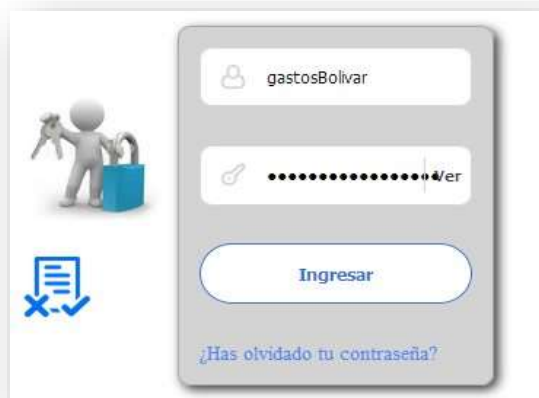 gastosBolivar
••••••••••••••••• Ver
Ingresar
¿Has olvidado tu contraseña?